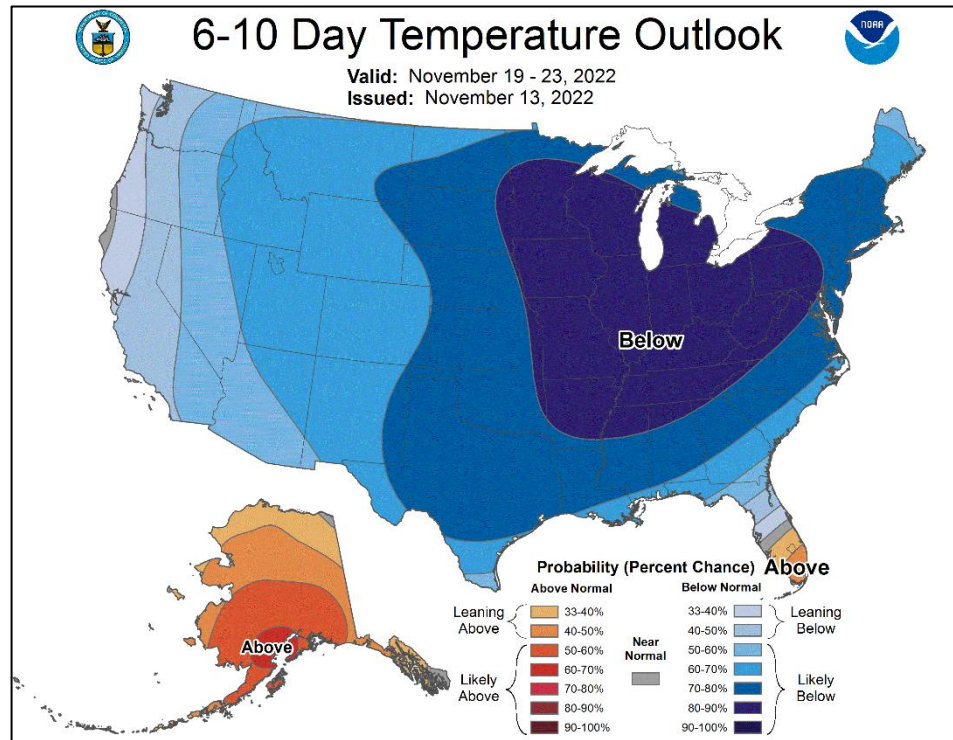 6-10 Day Temperature Outlook
NOAA
Valid: November 19 - 23, 2022
Issued: November 13, 2022
Below
Above
Above
Probability (Percent Chance)
Above Normal
Below Normal
Leaning Above
33-40%
40-50%
Likely Above
50-60%
60-70%
70-80%
80-90%
90-100%
Near Normal
33-40%
40-50%
Leaning Below
50-60%
60-70%
70-80%
80-90%
90-100%
Likely Below